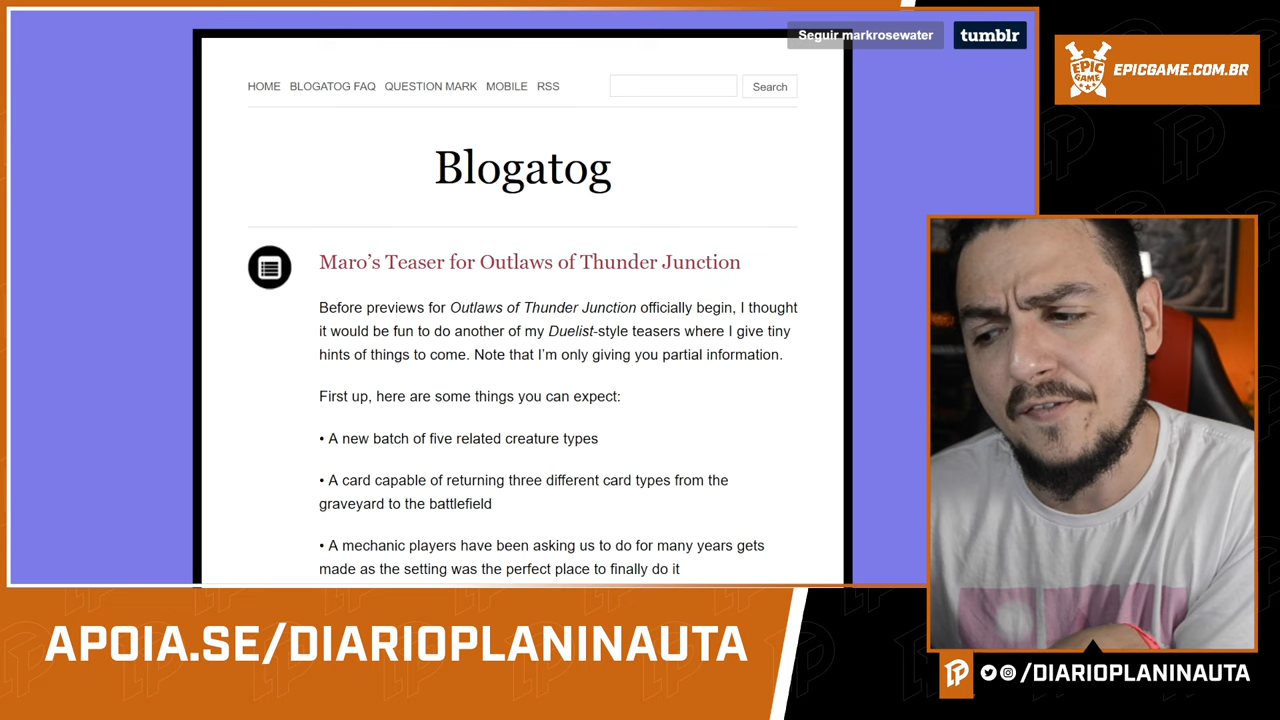 Seguir markrosewater
tumblr
EPIC
GAME
EPICGAME.COM.BR
HOME BLOGATOG FAQ QUESTION MARK MOBILE RSS
Search
Blogatog
Maro’s Teaser for Outlaws of Thunder Junction
Before previews for Outlaws of Thunder Junction officially begin, I thought
it would be fun to do another of my Duelist-style teasers where I give tiny
hints of things to come. Note that I’m only giving you partial information.
First up, here are some things you can expect:
• A new batch of five related creature types
• A card capable of returning three different card types from the
graveyard to the battlefield
• A mechanic players have been asking us to do for many years gets
made as the setting was the perfect place to finally do it
APOIA.SE/DIARIOPLANINAUTA
/DIARIOPLANINAUTA